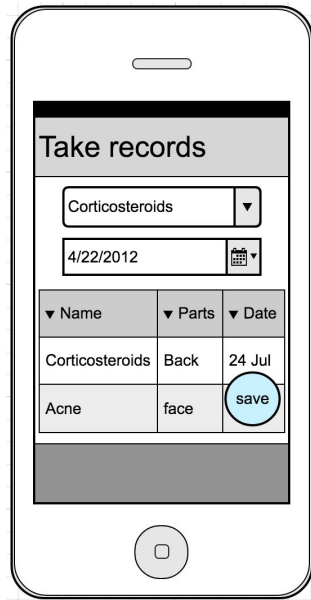 Take records
Corticosteroids
4/22/2012
Name Parts Date
Corticosteroids Back 24 Jul
Acne face save